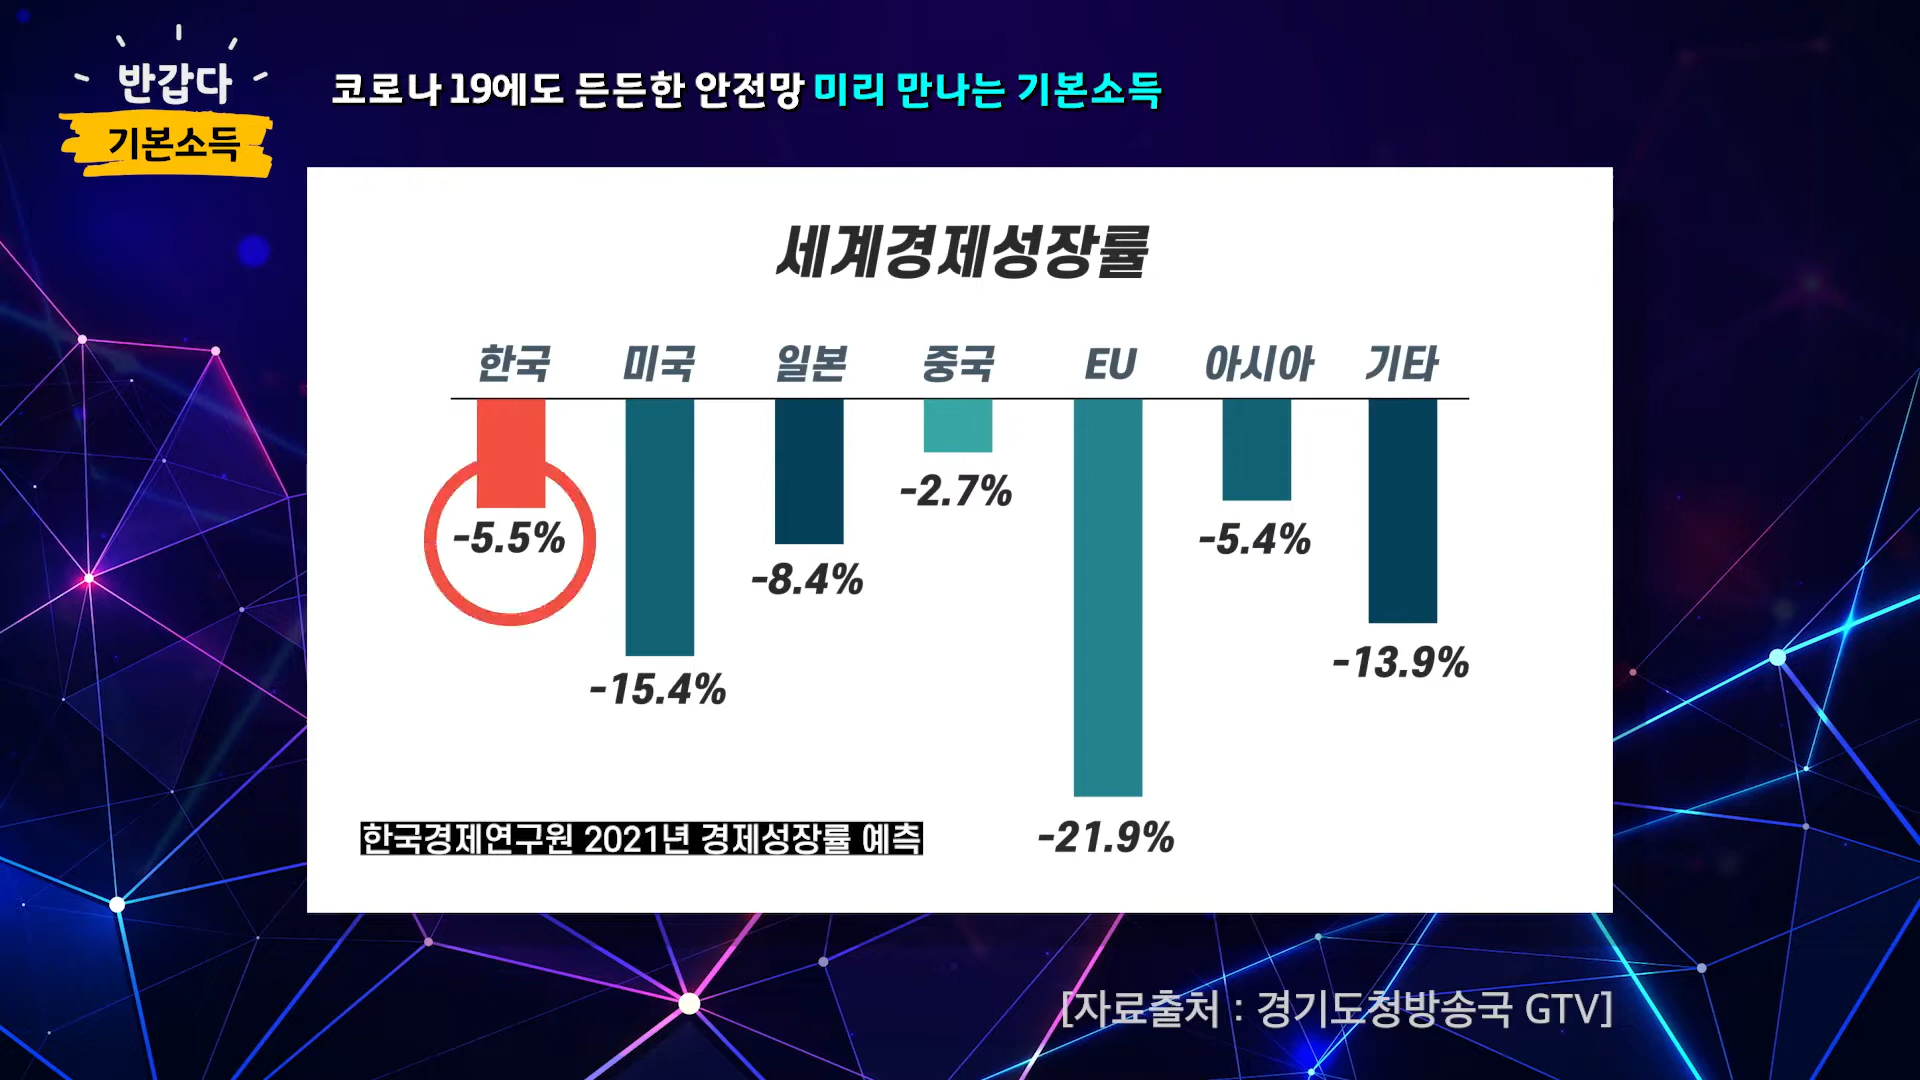 반갑다
기본소득
코로나 19에도 든든한 안전망 미리 만나는 기본소득
세계경제성장률
한국 미국 일본 중국 EU 아시아 기타
-5.5%
-15.4%
-8.4%
-2.7%
-21.9%
-5.4%
-13.9%
한국경제연구원 2021년 경제성장률 예측
[자료출처 : 경기도청방송국 GTV]